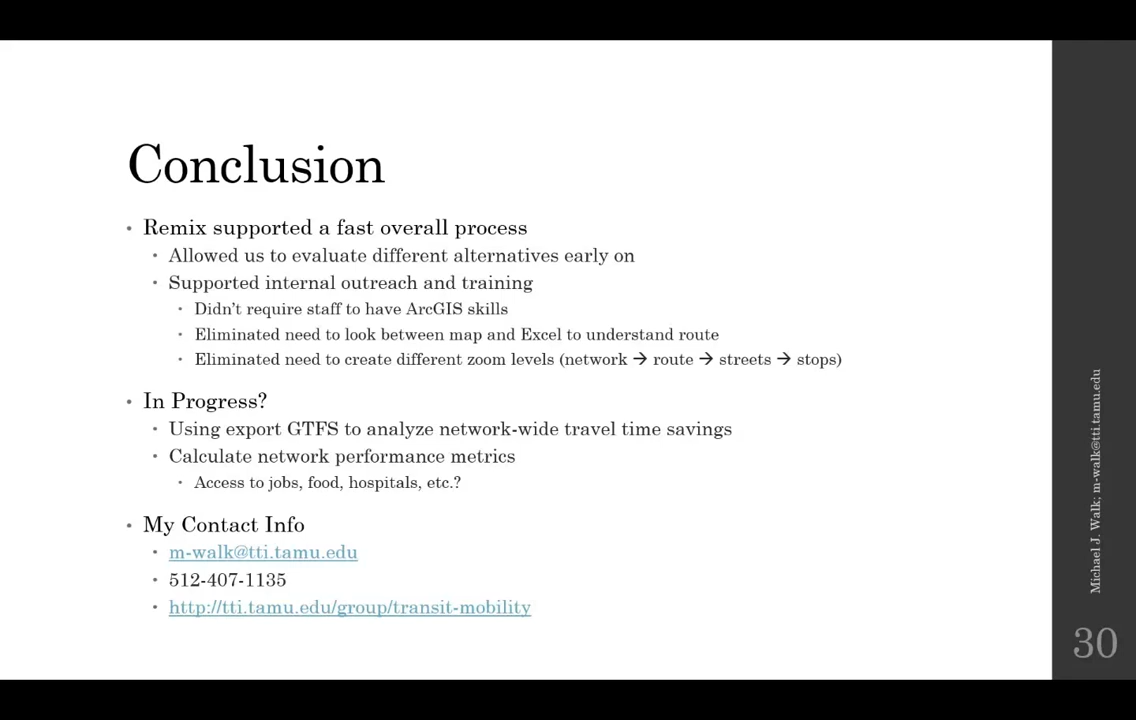 Conclusion
• Remix supported a fast overall process
• Allowed us to evaluate different alternatives early on
• Supported internal outreach and training
• Didn't require staff to have ArcGIS skills
• Eliminated need to look between map and Excel to understand route
• Eliminated need to create different zoom levels (network → route → streets → stops)
• In Progress?
• Using export GTFS to analyze network-wide travel time savings
• Calculate network performance metrics
• Access to jobs, food, hospitals, etc.?
• My Contact Info
• m-walk@tti.tamu.edu
• 512-407-1135
• http://tti.tamu.edu/group/transit-mobility
Michael J. Walk; m-walk@tti.tamu.edu
30